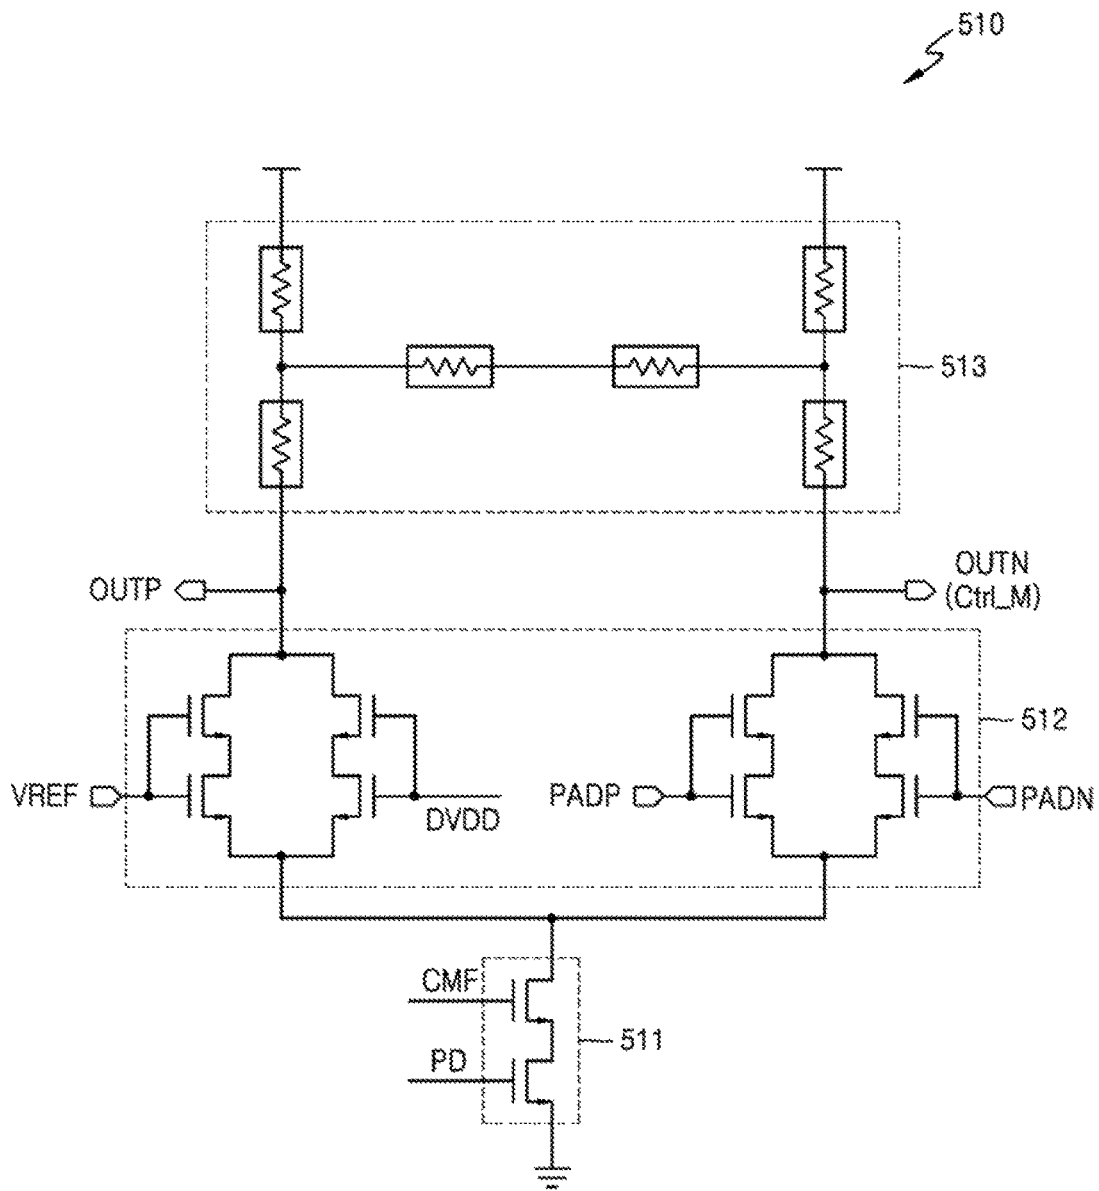 510
513
OUTP
OUTN
(Ctrl_M)
512
VREF
DVDD
PADP
PADN
CMF
511
PD